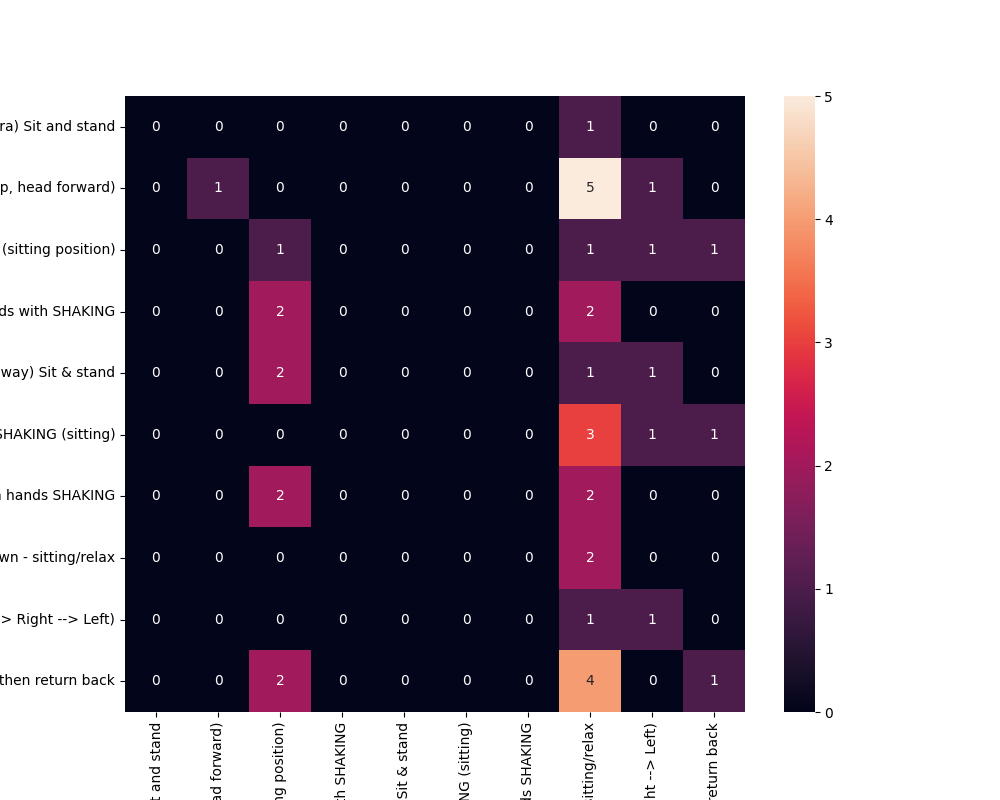 5
ra) Sit and stand 0 0 0 0 0 0 0 1 0 0
p, head forward) 0 1 0 0 0 0 0 5 1 0
4
(sitting position) 0 0 1 0 0 0 0 1 1 1
ds with SHAKING 0 0 2 0 0 0 0 2 0 0
3
way) Sit & stand 0 0 2 0 0 0 0 1 1 0
SHAKING (sitting) 0 0 0 0 0 0 0 3 1 1
2
hands SHAKING 0 0 2 0 0 0 0 2 0 0
wn - sitting/relax 0 0 0 0 0 0 0 2 0 0
1
> Right --> Left) 0 0 0 0 0 0 0 1 1 0
then return back 0 0 2 0 0 0 0 4 0 1
0
t and stand
ad forward)
ng position)
th SHAKING
Sit & stand
NG (sitting)
ds SHAKING
sitting/relax
ht --> Left)
return back